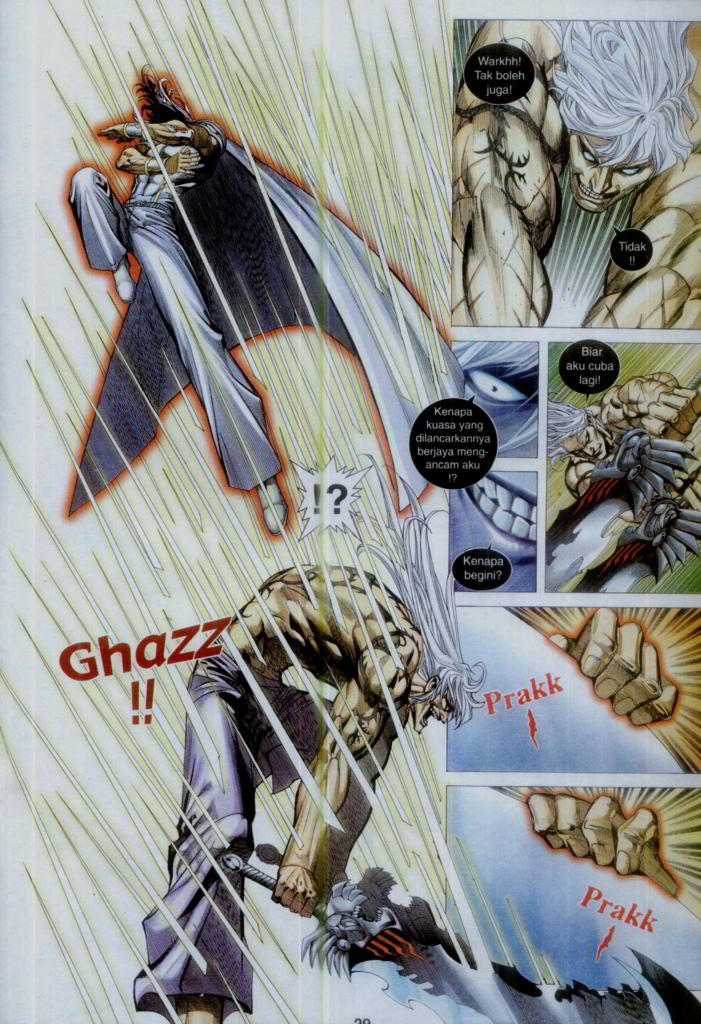 Warkhh!
Tak boleh
juga!
Tidak
!!
Kenapa
kuasa yang
dilancarkannya
berjaya meng-
ancam aku
!?
Kenapa
begini?
Biar
aku cuba
lagi!
!?
Ghazz
!!
Prakk
Prakk